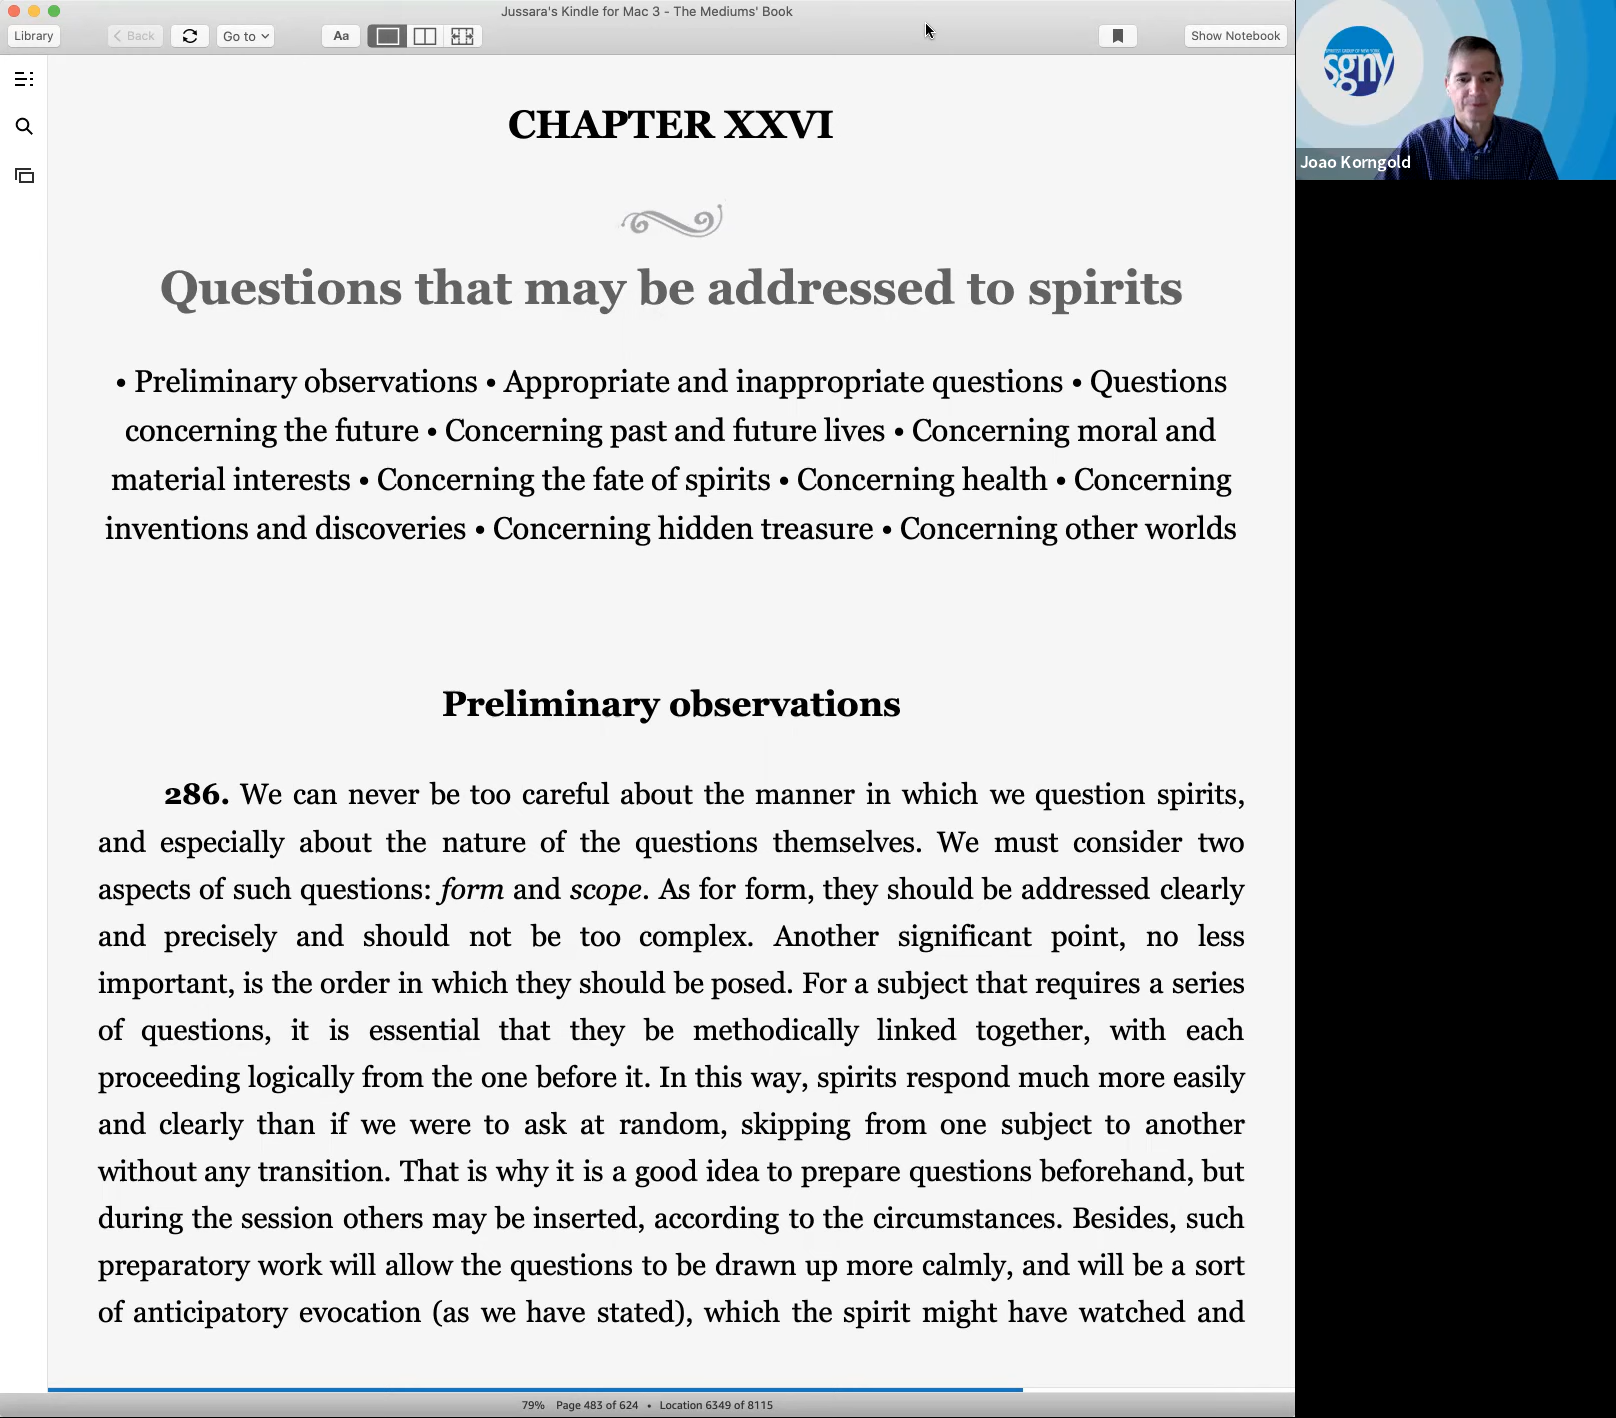 Jussara's Kindle for Mac 3 - The Mediums' Book
Library
Back
Go to
Aa
Show Notebook
CHAPTER XXVI
Questions that may be addressed to spirits
• Preliminary observations • Appropriate and inappropriate questions • Questions
concerning the future • Concerning past and future lives • Concerning moral and
material interests • Concerning the fate of spirits • Concerning health • Concerning
inventions and discoveries • Concerning hidden treasure • Concerning other worlds
Preliminary observations
286. We can never be too careful about the manner in which we question spirits,
and especially about the nature of the questions themselves. We must consider two
aspects of such questions: form and scope. As for form, they should be addressed clearly
and precisely and should not be too complex. Another significant point, no less
important, is the order in which they should be posed. For a subject that requires a series
of questions, it is essential that they be methodically linked together, with each
proceeding logically from the one before it. In this way, spirits respond much more easily
and clearly than if we were to ask at random, skipping from one subject to another
without any transition. That is why it is a good idea to prepare questions beforehand, but
during the session others may be inserted, according to the circumstances. Besides, such
preparatory work will allow the questions to be drawn up more calmly, and will be a sort
of anticipatory evocation (as we have stated), which the spirit might have watched and
79% Page 483 of 624 • Location 6349 of 8115
sgny
Joao Korngold